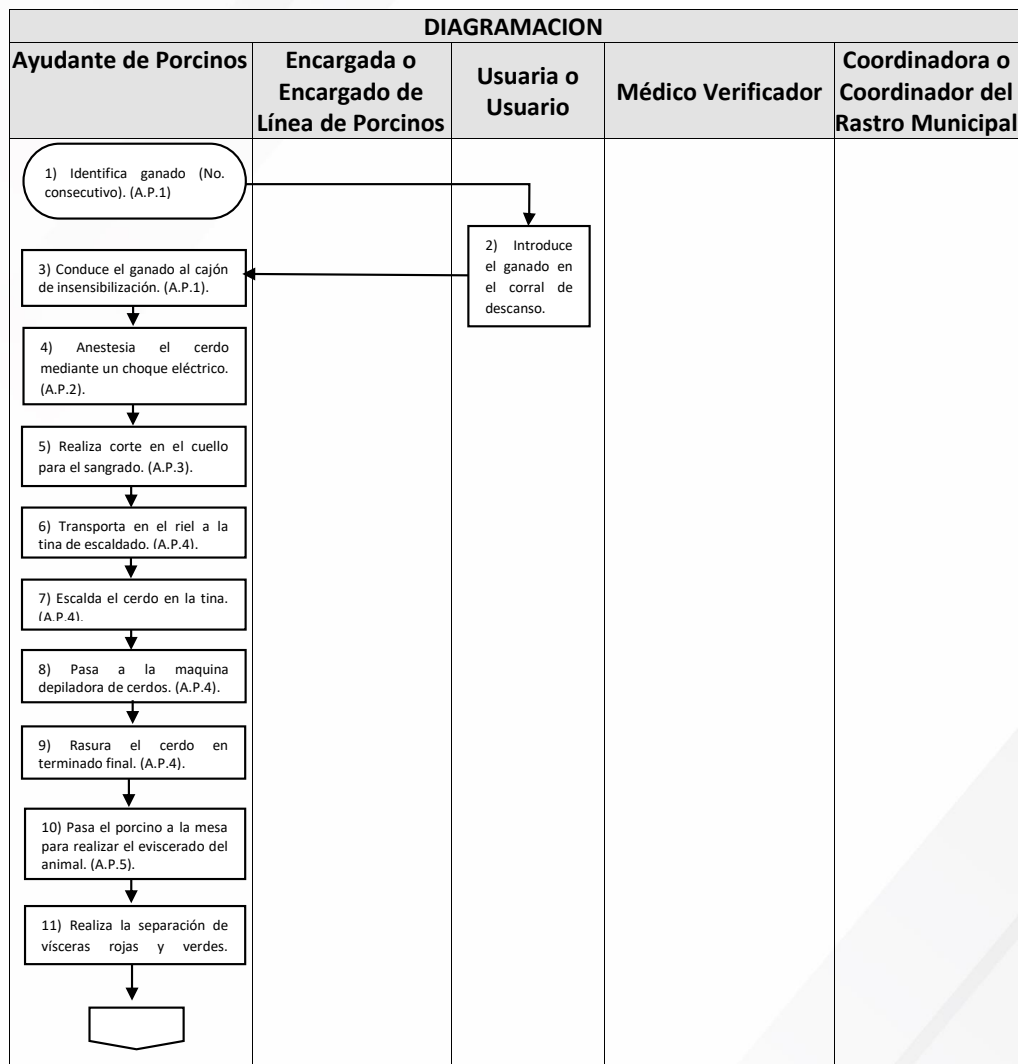 DIAGRAMACION
Ayudante de Porcinos
Encargada o
Encargado de
Línea de Porcinos
Usuaria o
Usuario
Médico Verificador
Coordinadora o
Coordinador del
Rastro Municipal
1) Identifica ganado (No.
consecutivo). (A.P.1)
2) Introduce
el ganado en
el corral de
descanso.
3) Conduce el ganado al cajón
de insensibilización. (A.P.1).
4) Anestesia el cerdo
mediante un choque eléctrico.
(A.P.2).
5) Realiza corte en el cuello
para el sangrado. (A.P.3).
6) Transporta en el riel a la
tina de escaldado. (A.P.4).
7) Escalda el cerdo en la tina.
(A.P.4).
8) Pasa a la maquina
depiladora de cerdos. (A.P.4).
9) Rasura el cerdo en
terminado final. (A.P.4).
10) Pasa el porcino a la mesa
para realizar el eviscerado del
animal. (A.P.5).
11) Realiza la separación de
vísceras rojas y verdes.